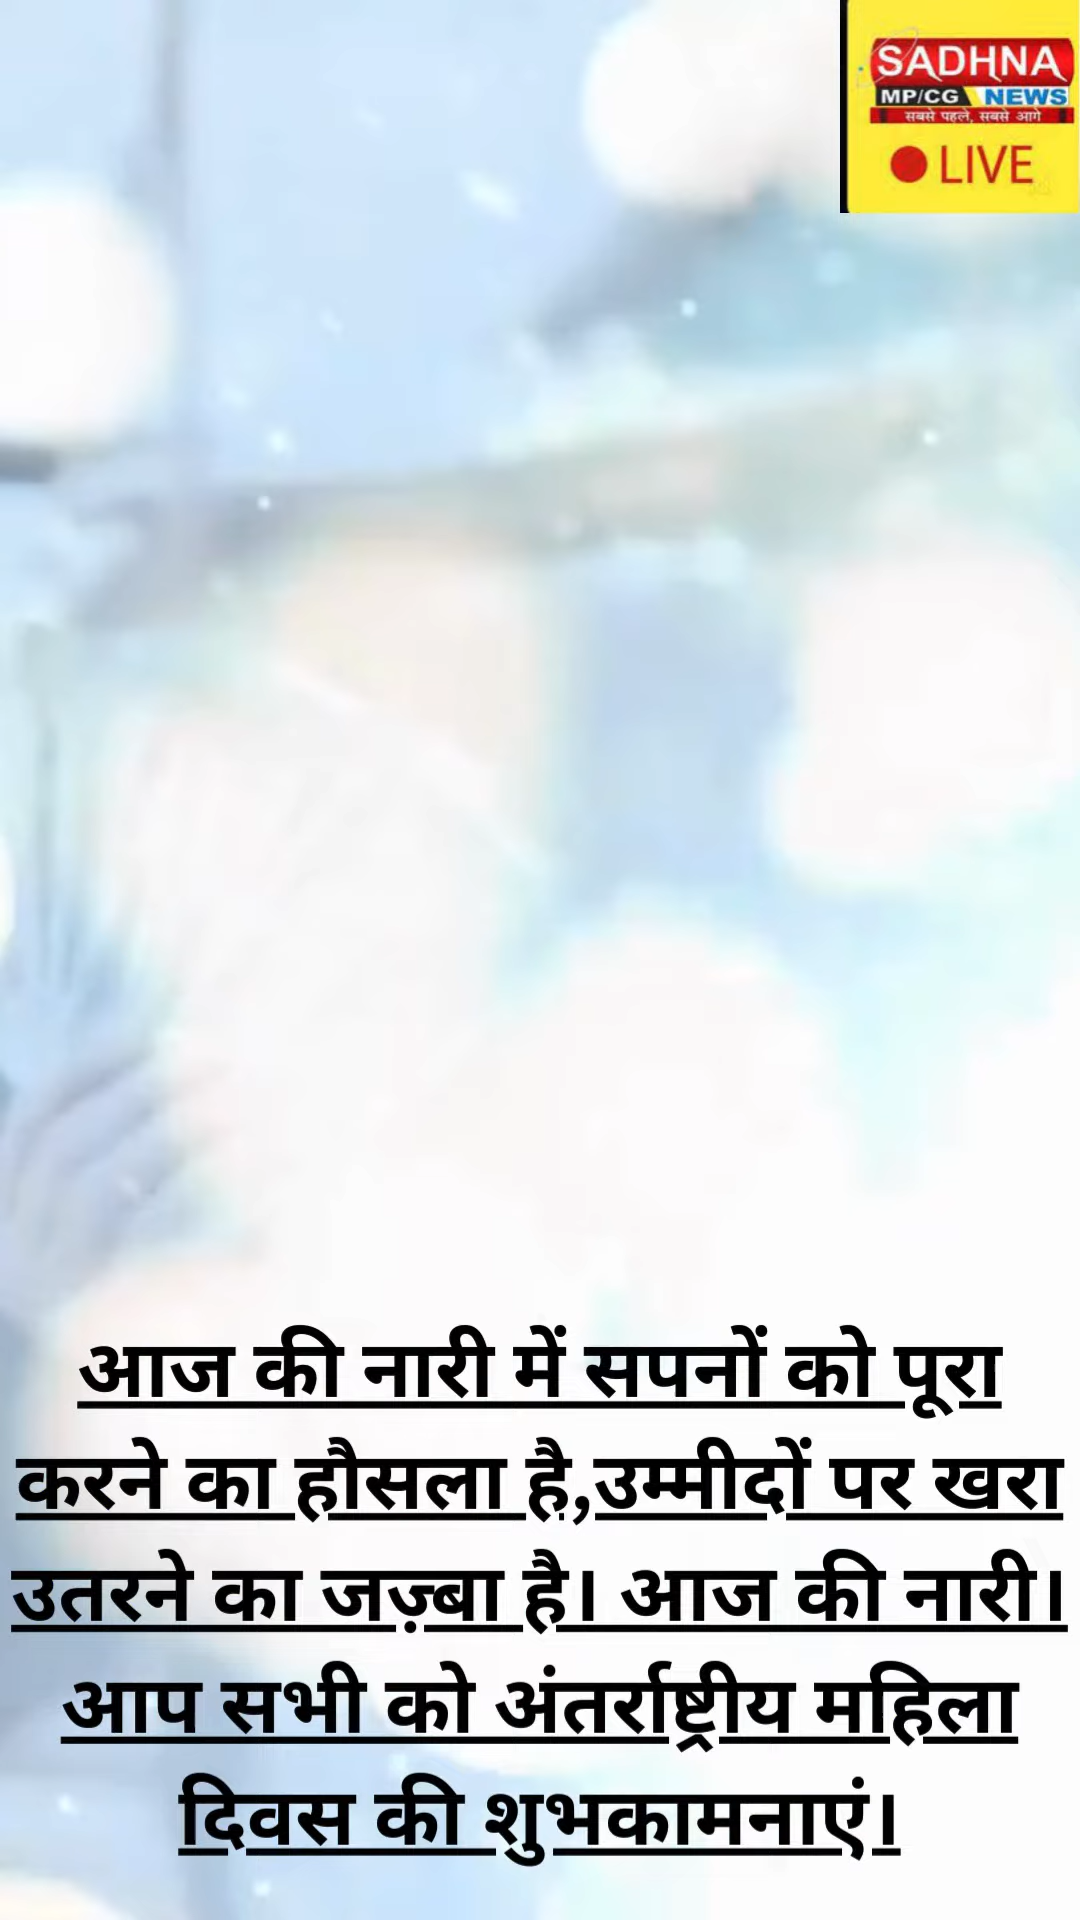 SADHNA
MP/CG NEWS
सबसे पहले, सबसे आगे
LIVE
आज की नारी में सपनों को पूरा
करने का हौसला है,उम्मीदों पर खरा
उतरने का जज़्बा है। आज की नारी।
आप सभी को अंतर्राष्ट्रीय महिला
दिवस की शुभकामनाएं।